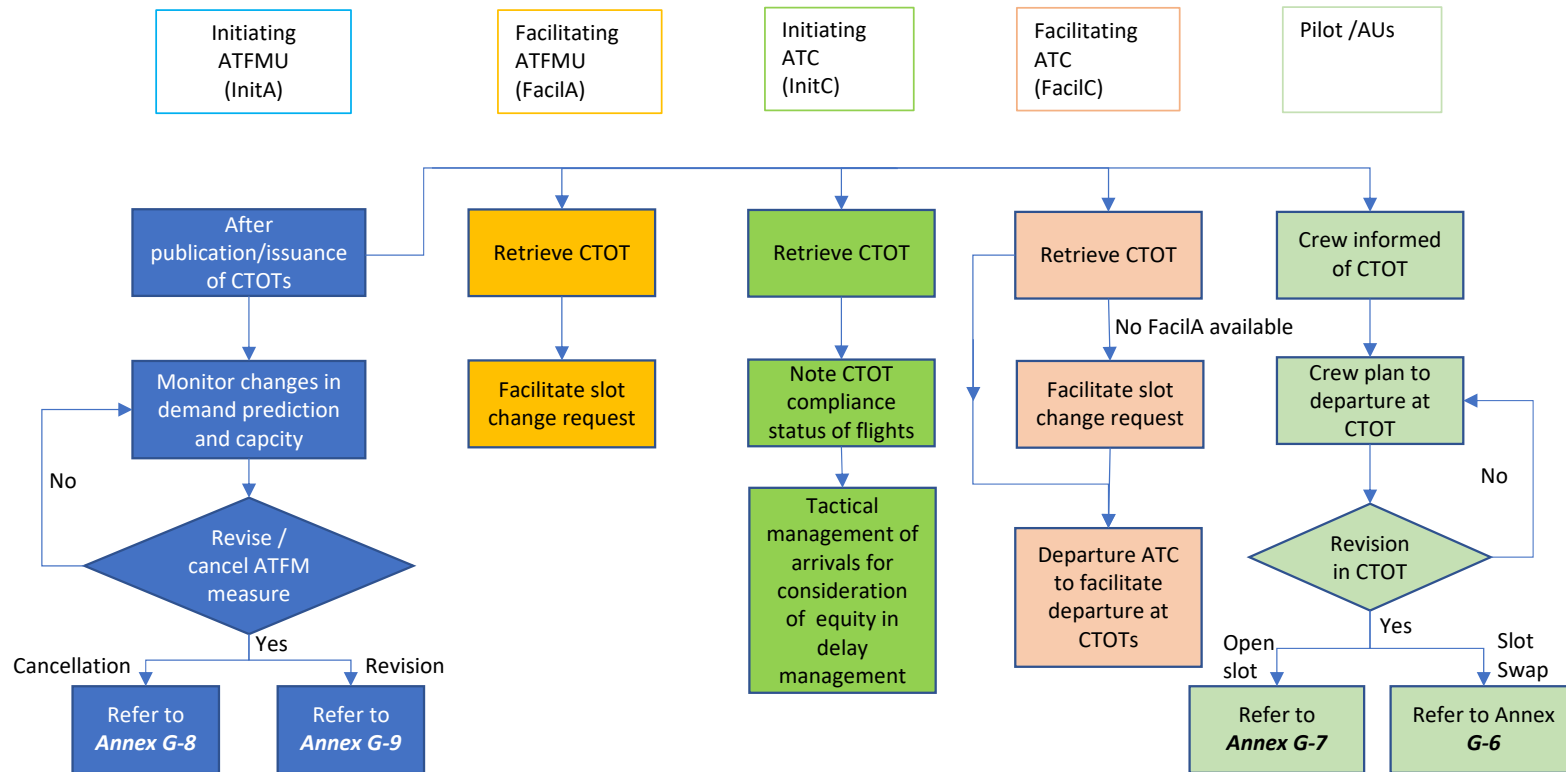 Initiating
ATFMU
(InitA)
Facilitating
ATFMU
(FacilA)
Initiating
ATC
(InitC)
Facilitating
ATC
(FacilC)
Pilot /AUs
After
publication/issuance
of CTOTs
Retrieve CTOT
Retrieve CTOT
Retrieve CTOT
Crew informed
of CTOT
No FacilA available
Monitor changes in
demand prediction
and capcity
Facilitate slot
change request
Note CTOT
compliance
status of flights
Facilitate slot
change request
Crew plan to
departure at
CTOT
No
No
Revise /
cancel ATFM
measure
Tactical
management of
arrivals for
consideration
of equity in
delay
management
Departure ATC
to facilitate
departure at
CTOTs
Revision
in CTOT
Yes
Yes
Cancellation
Revision
Open
slot
Slot
Swap
Refer to
Annex G-8
Refer to
Annex G-9
Refer to
Annex G-7
Refer to Annex
G-6